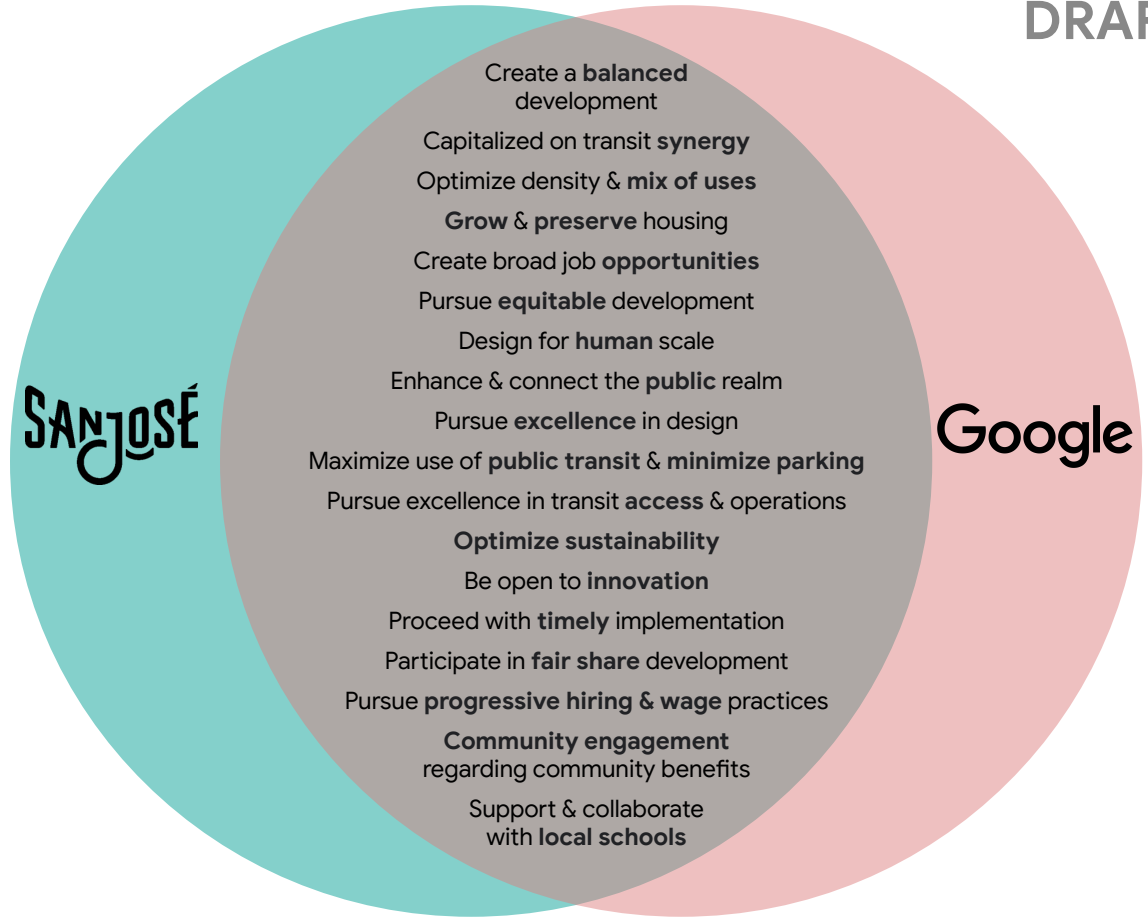 DRAF
Create a balanced
development
Capitalized on transit synergy
Optimize density & mix of uses
Grow & preserve housing
Create broad job opportunities
Pursue equitable development
Design for human scale
Enhance & connect the public realm
SAN JOSÉ
Google
Pursue excellence in design
Maximize use of public transit & minimize parking
Pursue excellence in transit access & operations
Optimize sustainability
Be open to innovation
Proceed with timely implementation
Participate in fair share development
Pursue progressive hiring & wage practices
Community engagement
regarding community benefits
Support & collaborate
with local schools